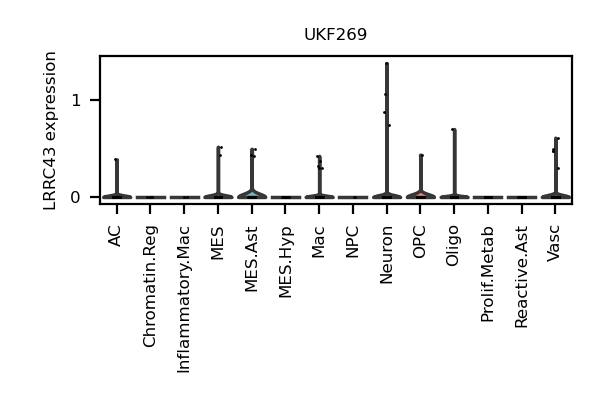 UKF269
LRRC43 expression
1
0
AC
Chromatin.Reg
Inflammatory.Mac
MES
MES.Ast
MES.Hyp
Mac
NPC
Neuron
OPC
Oligo
Prolif.Metab
Reactive.Ast
Vasc